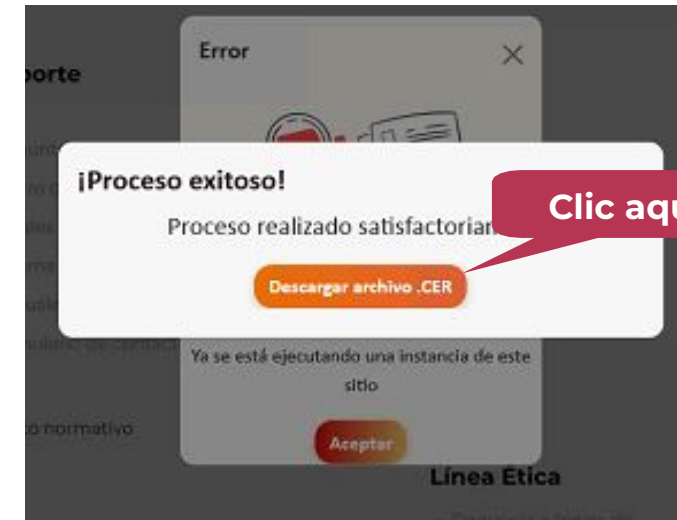 Error
porte
¡Proceso exitoso!
Clic aqu
Proceso realizado satisfactorian
Descargar archivo .CER
Ya se está ejecutando una instancia de este
sitio
o normativo
Aceptar
Línea Ética